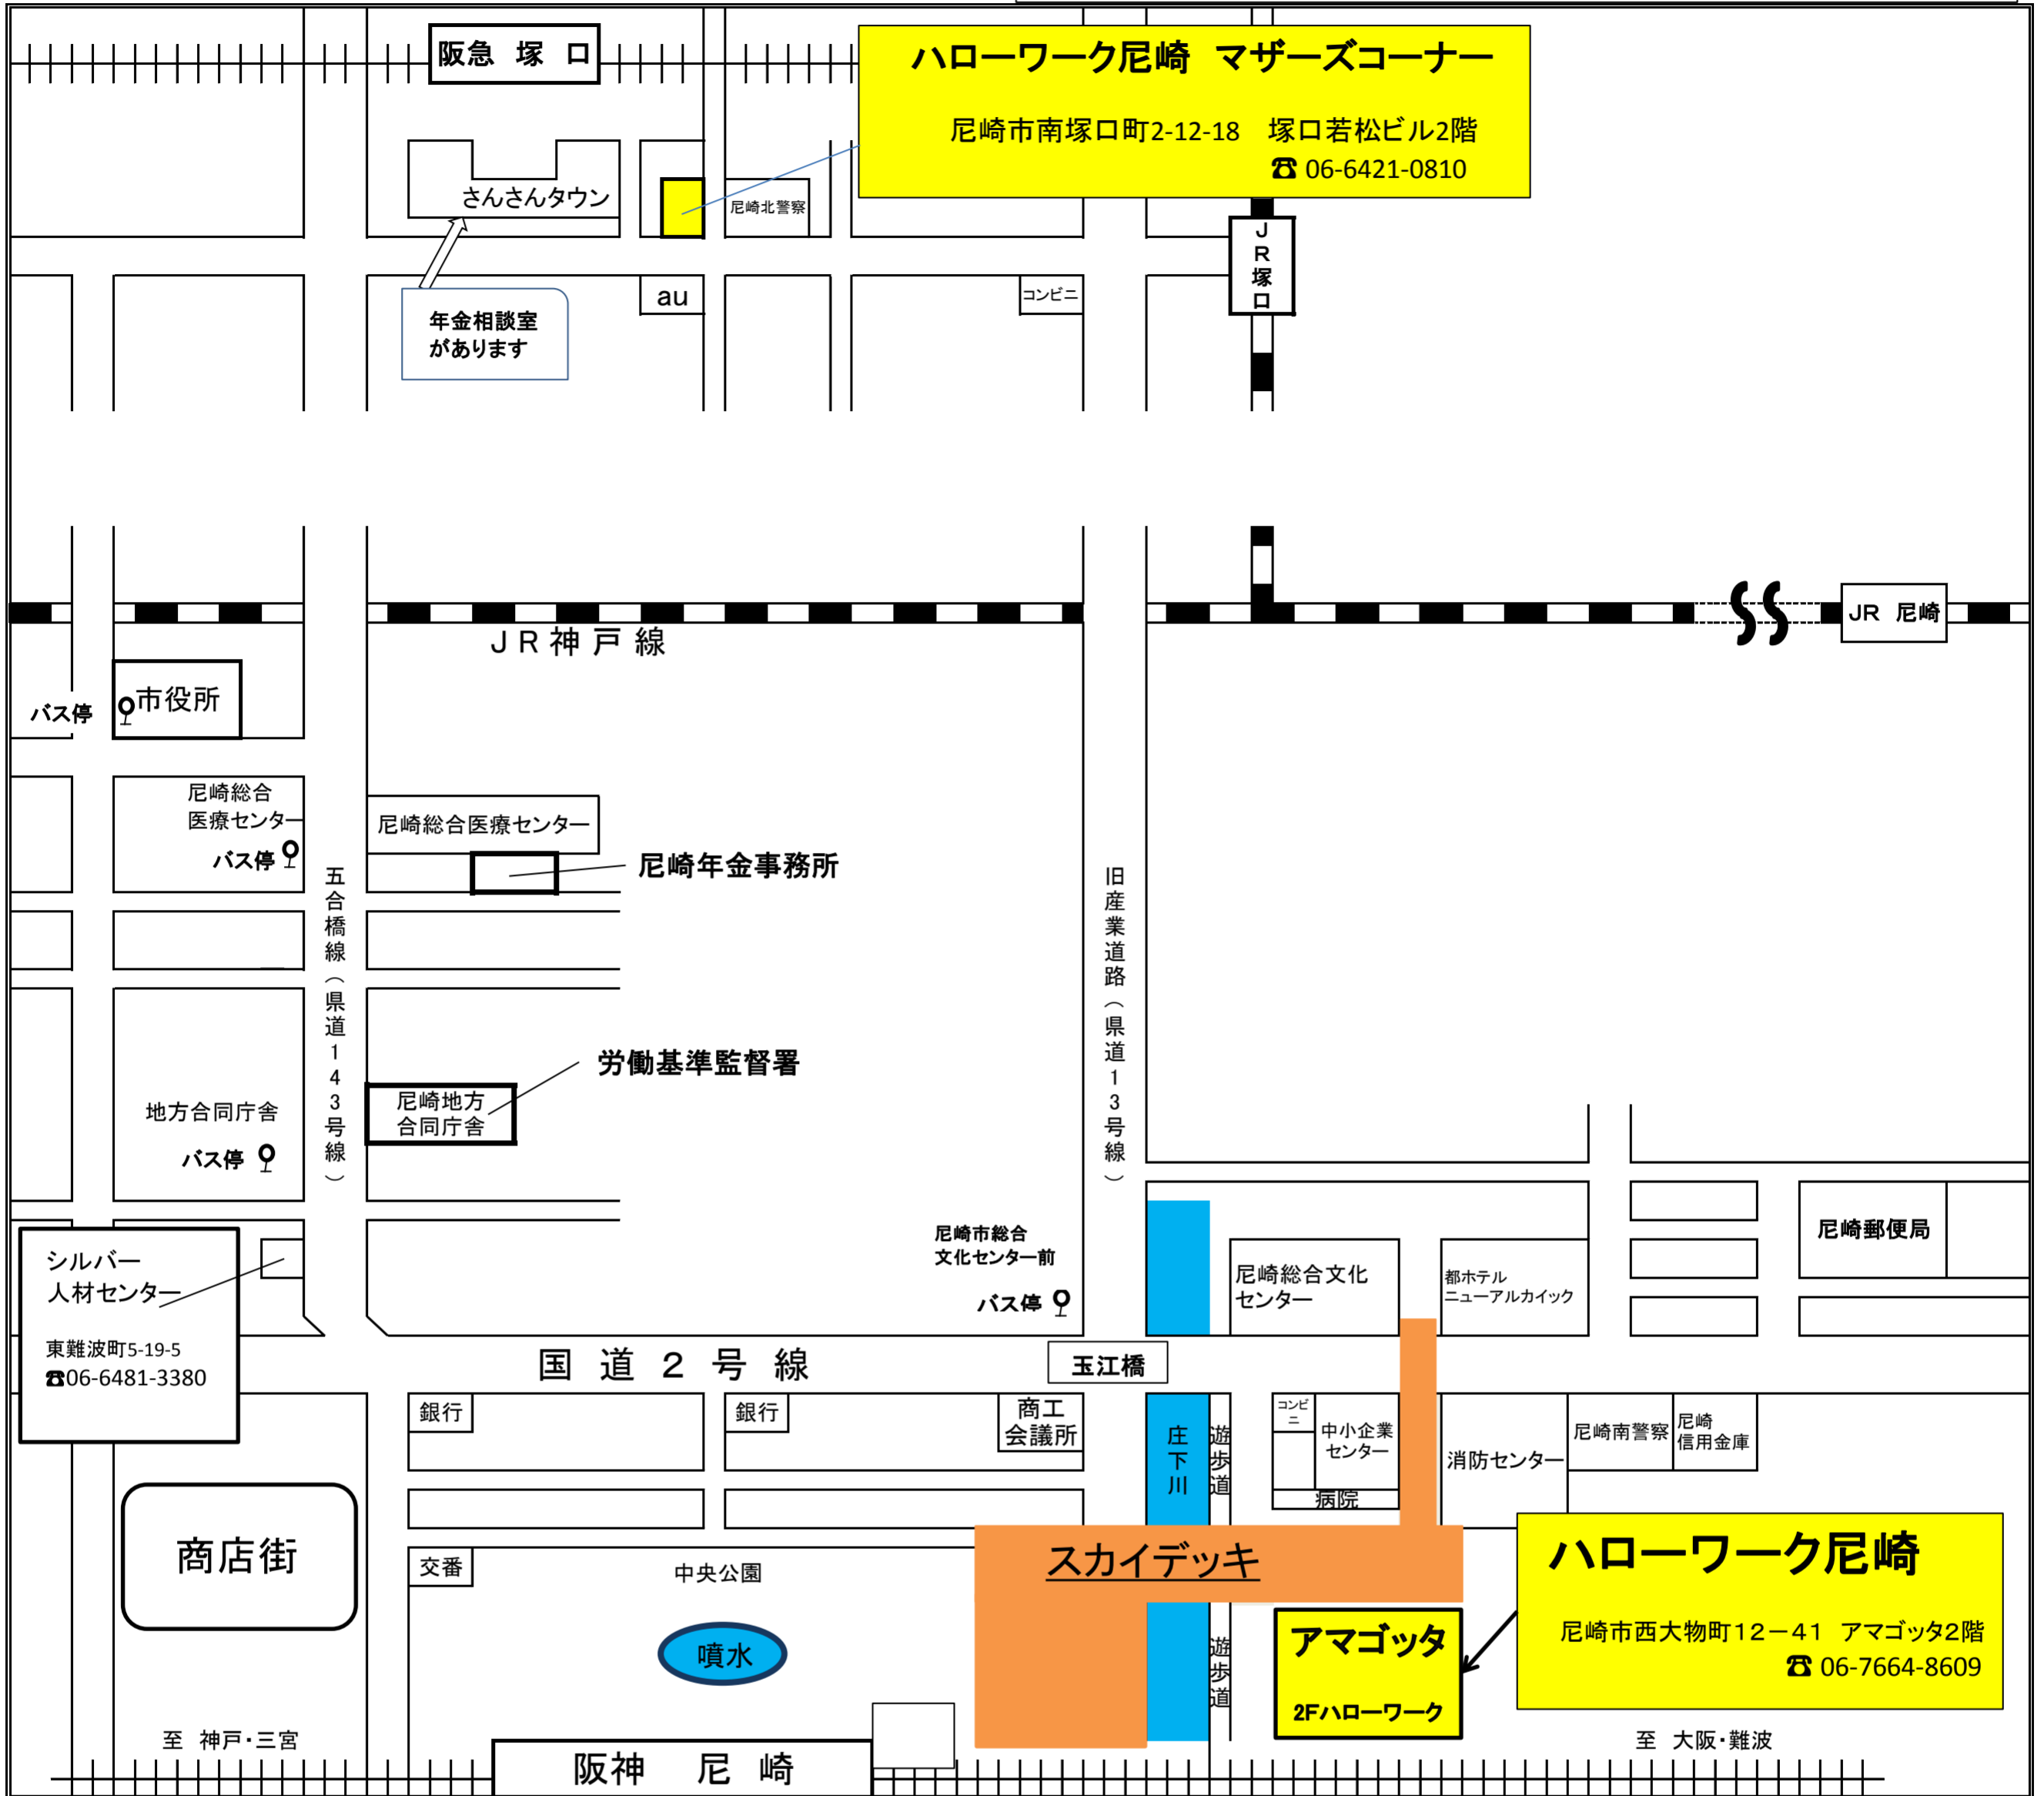 阪急 塚 口
ハローワーク尼崎 マザーズコーナー
尼崎市南塚口町2-12-18 塚口若松ビル2階
☎ 06-6421-0810
さんさんタウン
尼崎北警察
JR塚口
au
コンビニ
年金相談室
があります
JR神戸線
JR 尼崎
バス停
市役所
尼崎総合
医療センター
バス停
尼崎総合医療センター
尼崎年金事務所
五合橋線(県道143号線)
旧産業道路(県道13号線)
労働基準監督署
尼崎地方
合同庁舎
地方合同庁舎
バス停
シルバー
人材センター
東難波町5-19-5
☎06-6481-3380
尼崎市総合
文化センター前
バス停
尼崎総合文化
センター
都ホテル
ニューアルカイック
尼崎郵便局
国 道 2 号 線
玉江橋
銀行
銀行
商工
会議所
庄下川
遊歩道
コンビ
ニ
中小企業
センター
病院
消防センター
尼崎南警察
尼崎
信用金庫
商店街
交番
中央公園
噴水
スカイデッキ
遊歩道
アマゴッタ
2Fハローワーク
ハローワーク尼崎
尼崎市西大物町12-41 アマゴッタ2階
☎ 06-7664-8609
至 神戸・三宮
阪神 尼 崎
至 大阪・難波